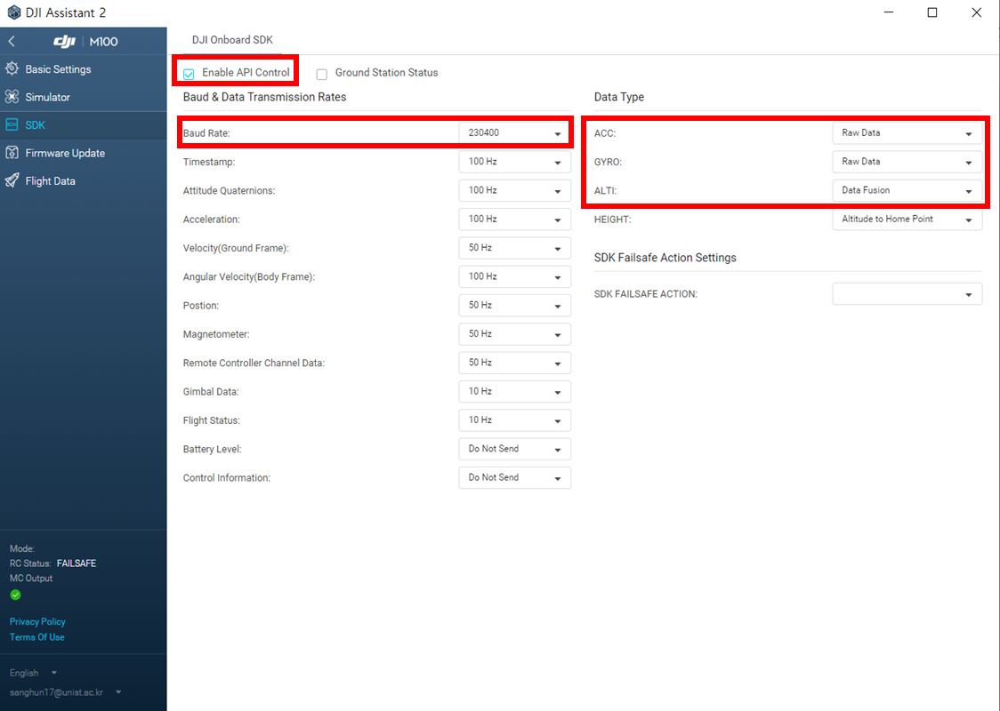 DJI Assistant 2
dji M100
Basic Settings
Simulator
SDK
Firmware Update
Flight Data
Mode:
RC Status: FAILSAFE
MC Output
Privacy Policy
Terms Of Use
English
sanghun17@unist.ac.kr
DJI Onboard SDK
Enable API Control Ground Station Status
Baud & Data Transmission Rates
Baud Rate: 230400
Timestamp: 100 Hz
Attitude Quaternions: 100 Hz
Acceleration: 100 Hz
Velocity(Ground Frame): 50 Hz
Angular Velocity(Body Frame): 100 Hz
Postion: 50 Hz
Magnetometer: 50 Hz
Remote Controller Channel Data: 50 Hz
Gimbal Data: 10 Hz
Flight Status: 10 Hz
Battery Level: Do Not Send
Control Information: Do Not Send
Data Type
ACC: Raw Data
GYRO: Raw Data
ALTI: Data Fusion
HEIGHT: Altitude to Home Point
SDK Failsafe Action Settings
SDK FAILSAFE ACTION: